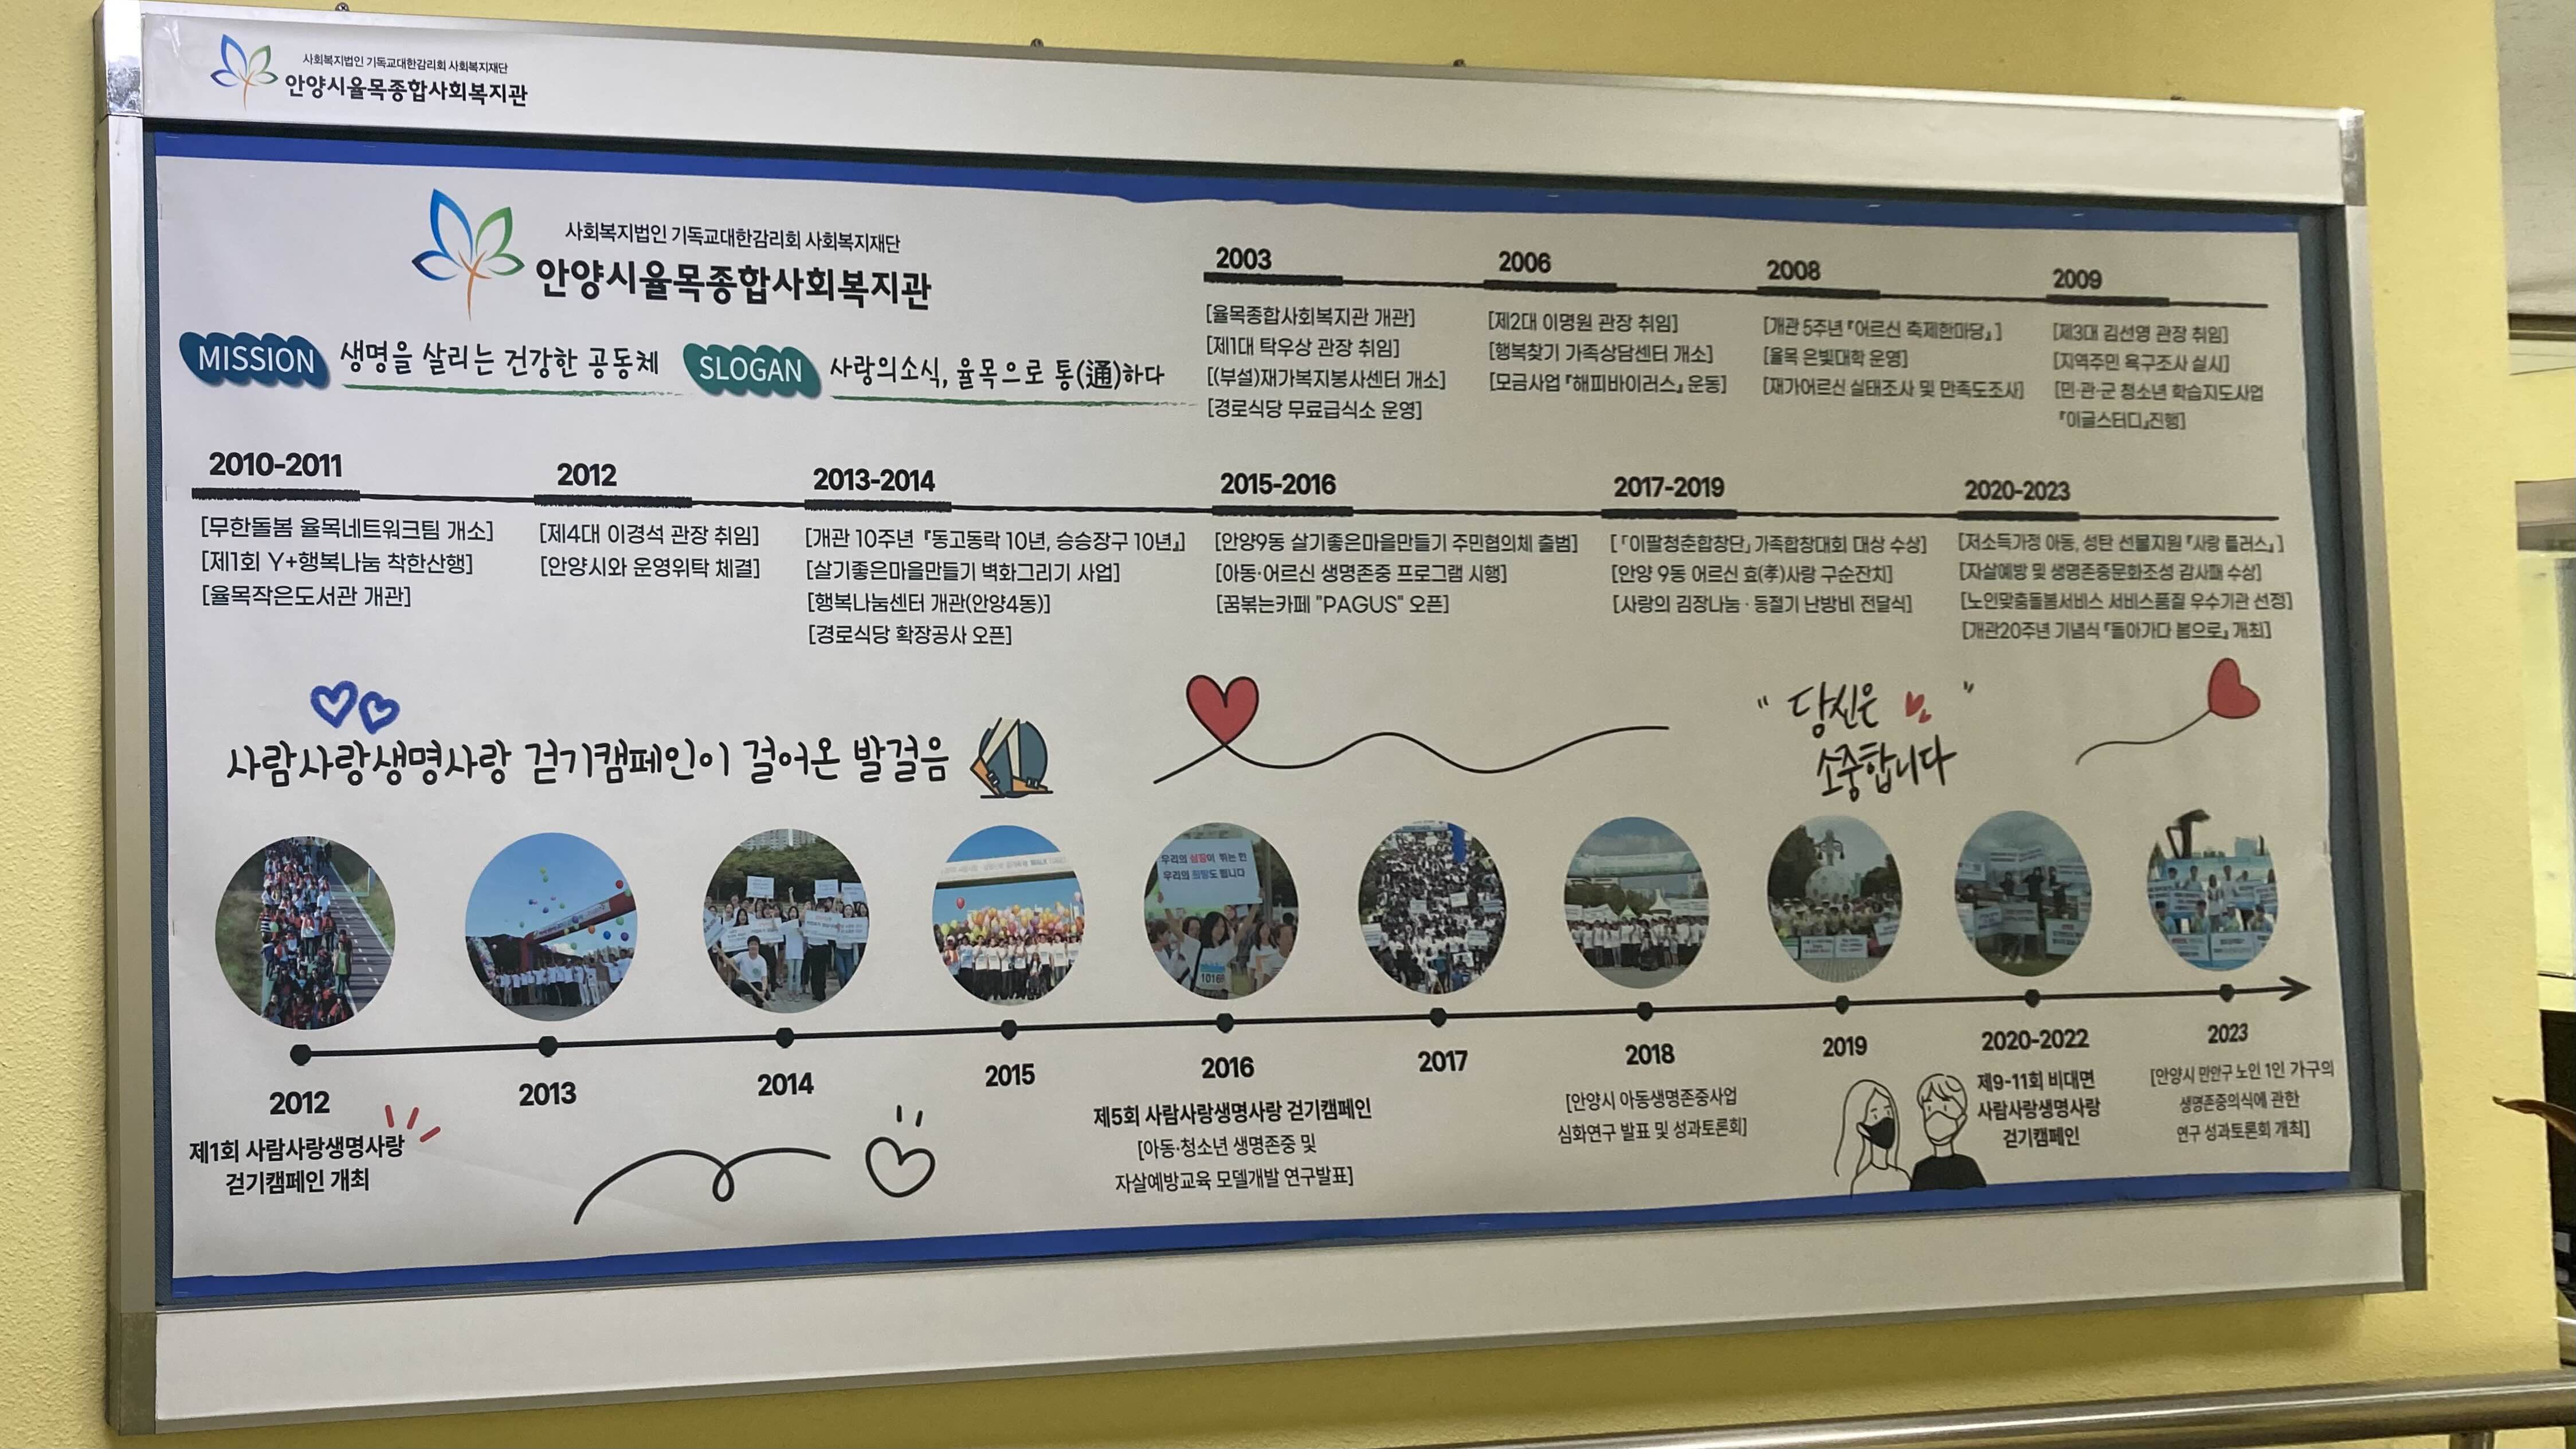 사회복지법인 기독교대한감리회 사회복지재단
안양시율목종합사회복지관
사회복지법인 기독교대한감리회 사회복지재단
안양시율목종합사회복지관
MISSION 생명을 살리는 건강한 공동체
SLOGAN 사랑의소식, 율목으로 통(通)하다
2003
[율목종합사회복지관 개관]
[제1대 탁우상 관장 취임]
[(부설)재가복지봉사센터 개소]
[경로식당 무료급식소 운영]
2006
[제2대 이명원 관장 취임]
[행복찾기 가족상담센터 개소]
[모금사업 『해피바이러스』 운동]
2008
[개관 5주년 『어르신 축제한마당』]
[율목 은빛대학 운영]
[재가어르신 실태조사 및 만족도조사]
2009
[제3대 김선영 관장 취임]
[지역주민 욕구조사 실시]
[민·관·군 청소년 학습지도사업
『이글스터디』진행]
2010-2011
[무한돌봄 율목네트워크팀 개소]
[제1회 Y+행복나눔 착한산행]
[율목작은도서관 개관]
2012
[제4대 이경석 관장 취임]
[안양시와 운영위탁 체결]
2013-2014
[개관 10주년 『동고동락 10년, 승승장구 10년』]
[살기좋은마을만들기 벽화그리기 사업]
[행복나눔센터 개관(안양4동)]
[경로식당 확장공사 오픈]
2015-2016
[안양9동 살기좋은마을만들기 주민협의체 출범]
[아동·어르신 생명존중 프로그램 시행]
[꿈볶는카페 "PAGUS" 오픈]
2017-2019
[「이팔청춘합창단」 가족합창대회 대상 수상]
[안양 9동 어르신 효(孝)사랑 구순잔치]
[사랑의 김장나눔 · 동절기 난방비 전달식]
2020-2023
[저소득가정 아동, 성탄 선물지원 『사랑 플러스』]
[자살예방 및 생명존중문화조성 감사패 수상]
[노인맞춤돌봄서비스 서비스품질 우수기관 선정]
[개관20주년 기념식 『돌아가다 봄으로』 개최]
사람사랑생명사랑 걷기캠페인이 걸어온 발걸음
" 당신은 "
소중합니다
우리의 심장이 뛰는 한
우리의 희망도 뜁니다
2012
제1회 사람사랑생명사랑
걷기캠페인 개최
2013
2014
2015
2016
제5회 사람사랑생명사랑 걷기캠페인
[아동·청소년 생명존중 및
자살예방교육 모델개발 연구발표]
2017
2018
[안양시 아동생명존중사업
심화연구 발표 및 성과토론회]
2019
2020-2022
제9-11회 비대면
사람사랑생명사랑
걷기캠페인
2023
[안양시 만안구 노인 1인 가구의
생명존중의식에 관한
연구 성과토론회 개최]